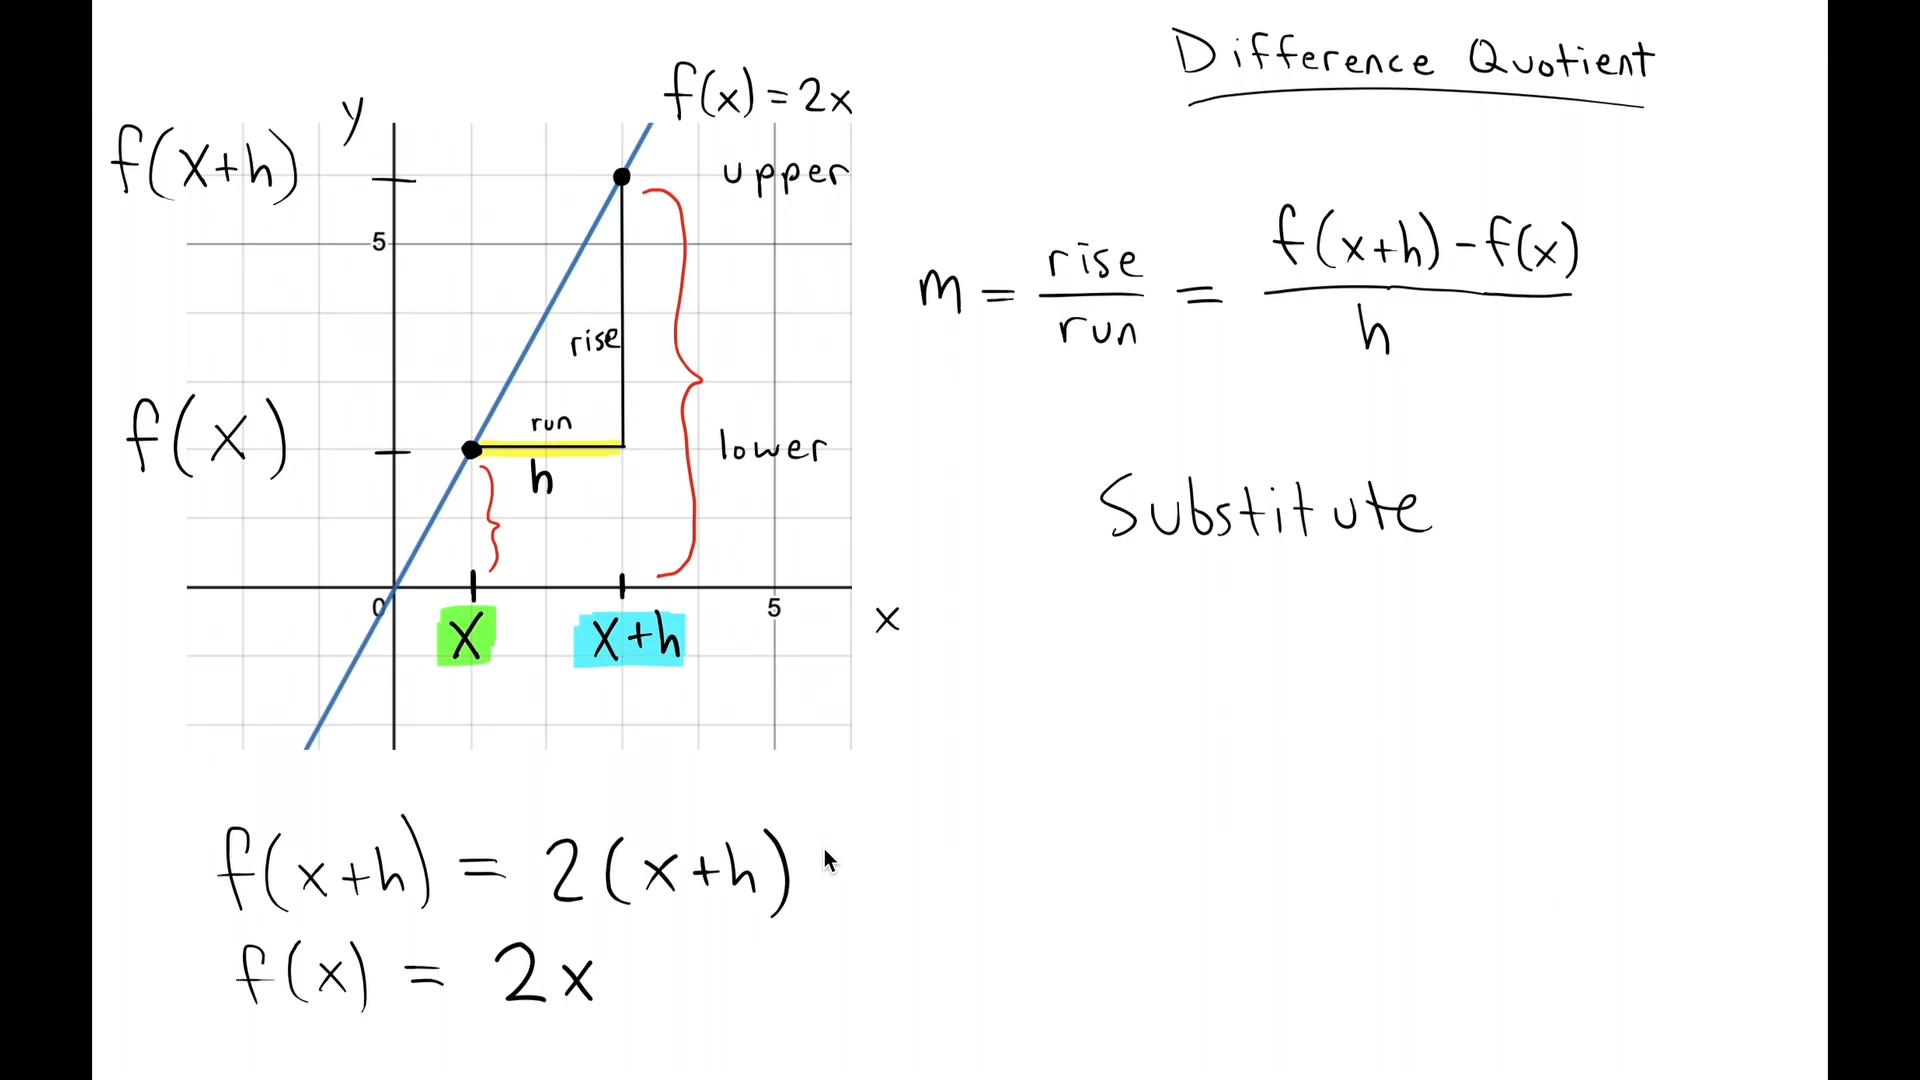 Difference Quotient
f(x) = 2x
y
f(x+h)
upper
5
m = rise/run = f(x+h) - f(x)/h
rise
run
f(x)
lower
h
Substitute
0
5
x
x
x+h
f(x+h) = 2(x+h)
f(x) = 2x